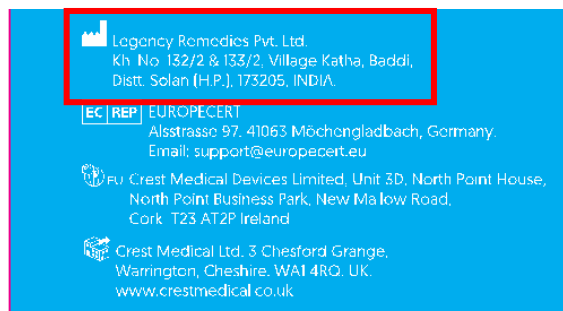 Legency Remedies Pvt. Ltd.
Kh. No. 132/2 & 133/2, Village Katha, Baddi,
Distt. Solan (H.P.), 173205, INDIA.
EC REP EUROPECERT
Alsstrasse 97, 41063 Möchengladbach, Germany.
Email: support@europecert.eu
EU Crest Medical Devices Limited, Unit 3D, North Point House,
North Point Business Park, New Mallow Road,
Cork T23 AT2P Ireland
Crest Medical Ltd. 3 Chesford Grange,
Warrington, Cheshire. WA1 4RQ. UK.
www.crestmedical.co.uk